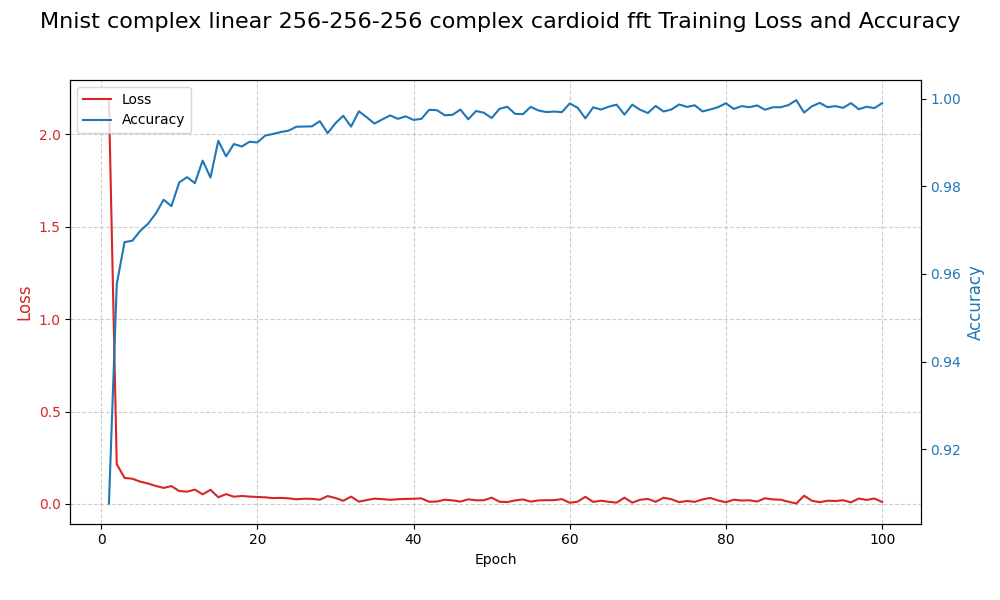 Mnist complex linear 256-256-256 complex cardioid fft Training Loss and Accuracy
Loss
Accuracy
2.0
1.5
1.0
0.5
0.0
Loss
1.00
0.98
0.96
0.94
0.92
Accuracy
0
20
40
60
80
100
Epoch